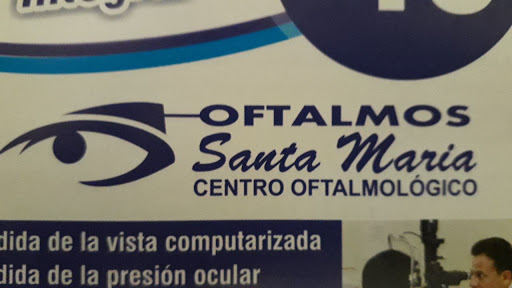 OFTALMOS
Santa Maria
CENTRO OFTALMOLÓGICO
dida de la vista computarizada
dida de la presión ocular